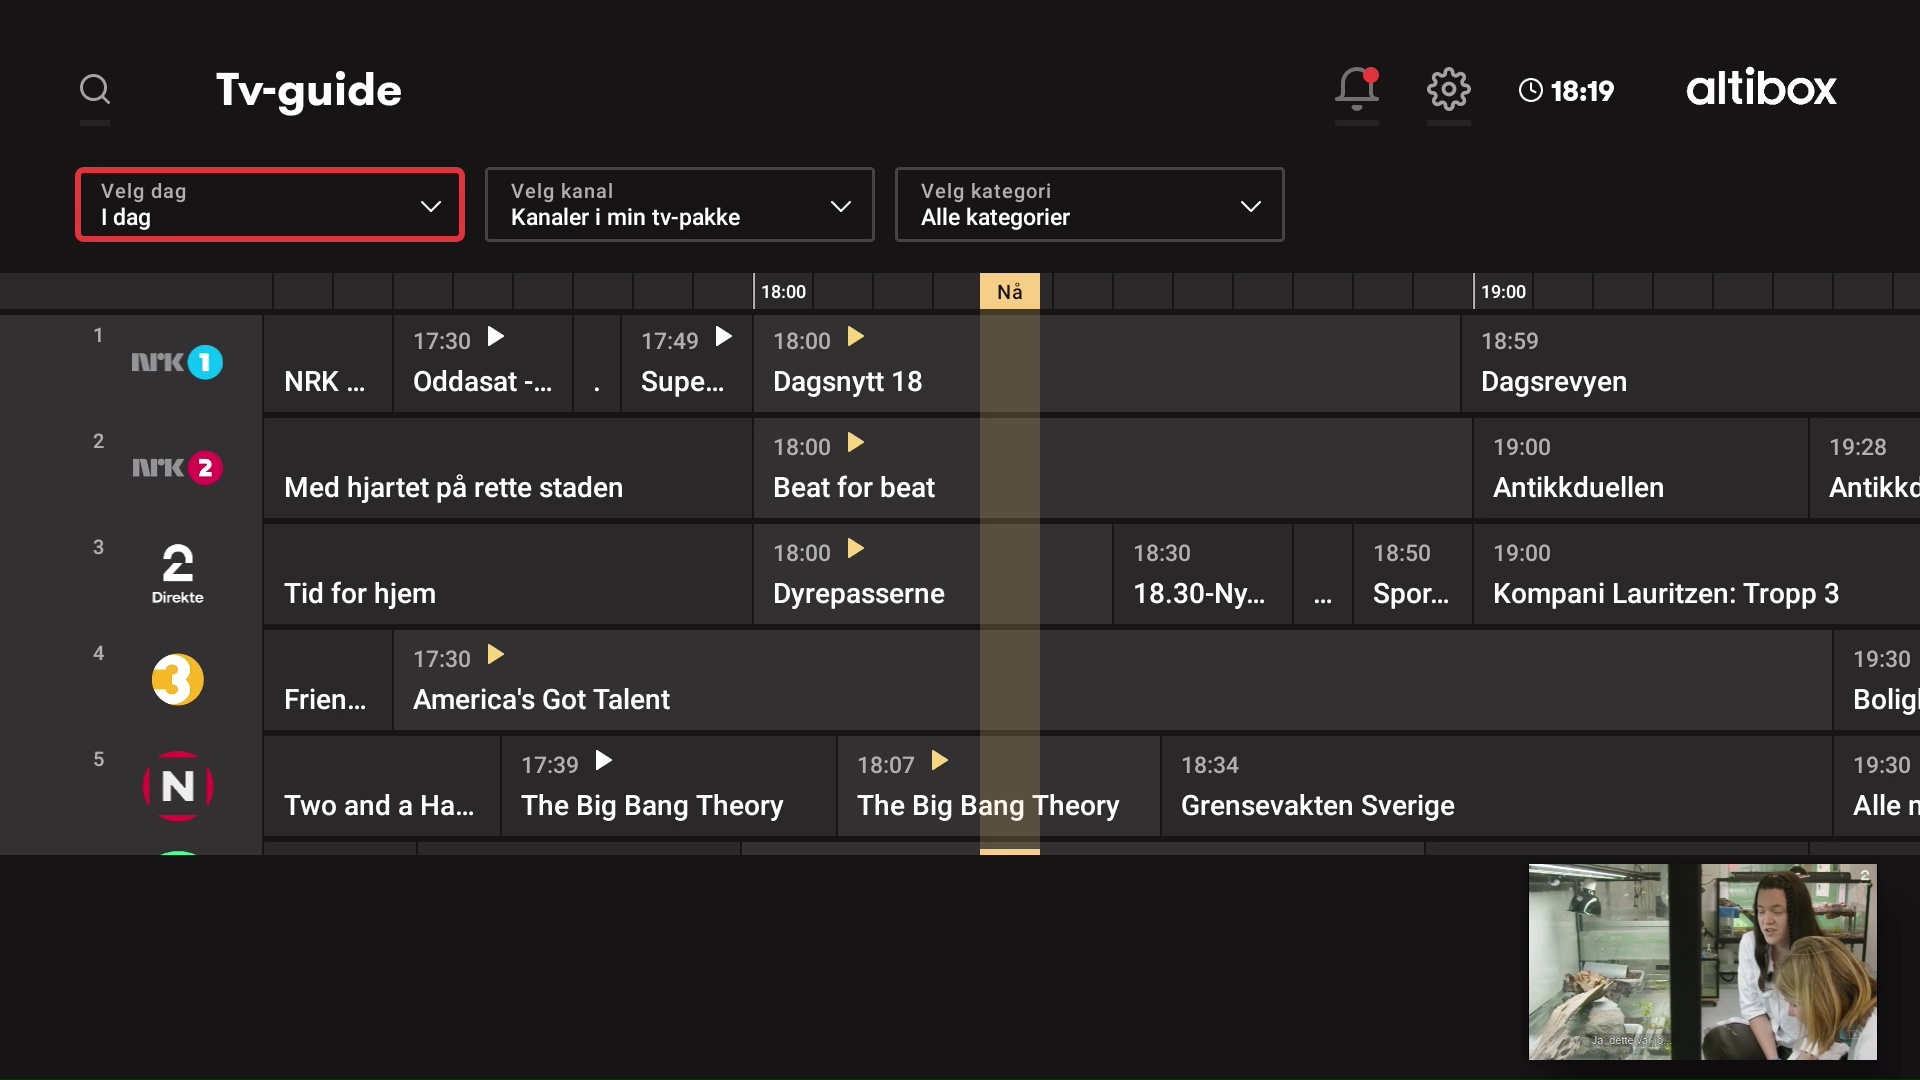 Tv-guide
18:19
altibox
Velg dag
I dag
Velg kanal
Kanaler i min tv-pakke
Velg kategori
Alle kategorier
18:00
Nå
19:00
1
nrk 1
NRK ...
17:30
Oddasat -...
.
17:49
Supe...
18:00
Dagsnytt 18
18:59
Dagsrevyen
2
nrk 2
Med hjartet på rette staden
18:00
Beat for beat
19:00
Antikkduellen
19:28
Antikkd
3
2
Direkte
Tid for hjem
18:00
Dyrepasserne
18:30
18.30-Ny...
...
18:50
Spor...
19:00
Kompani Lauritzen: Tropp 3
4
3
Frien...
17:30
America's Got Talent
19:30
Bolig
5
N
Two and a Ha...
17:39
The Big Bang Theory
18:07
The Big Bang Theory
18:34
Grensevakten Sverige
19:30
Alle
2
Ja, dette var jo...